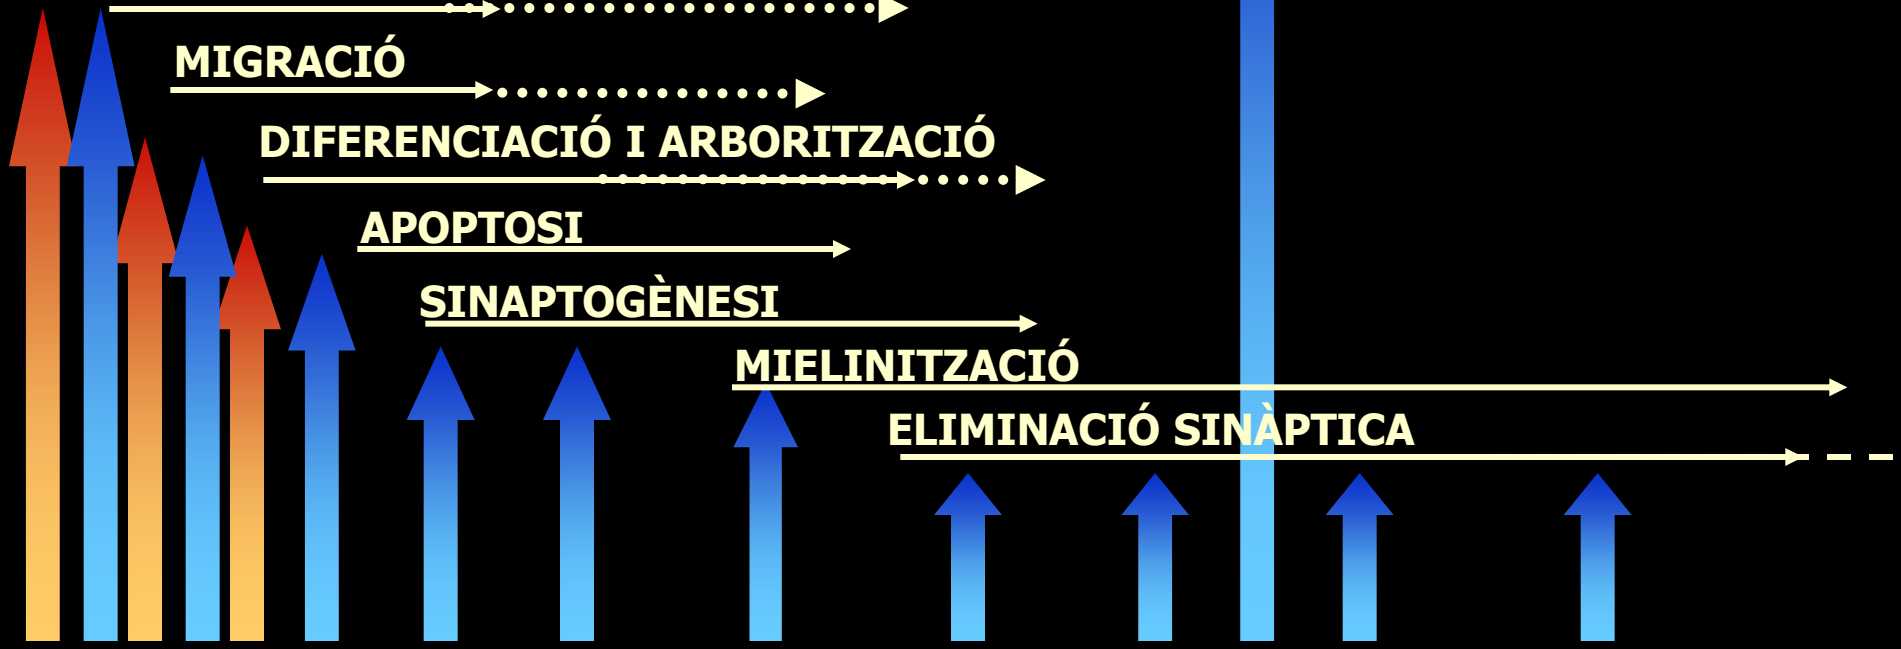 MIGRACIÓ
DIFERENCIACIÓ I ARBORITZACIÓ
APOPTOSI
SINAPTOGÈNESI
MIELINITZACIÓ
ELIMINACIÓ SINÀPTICA